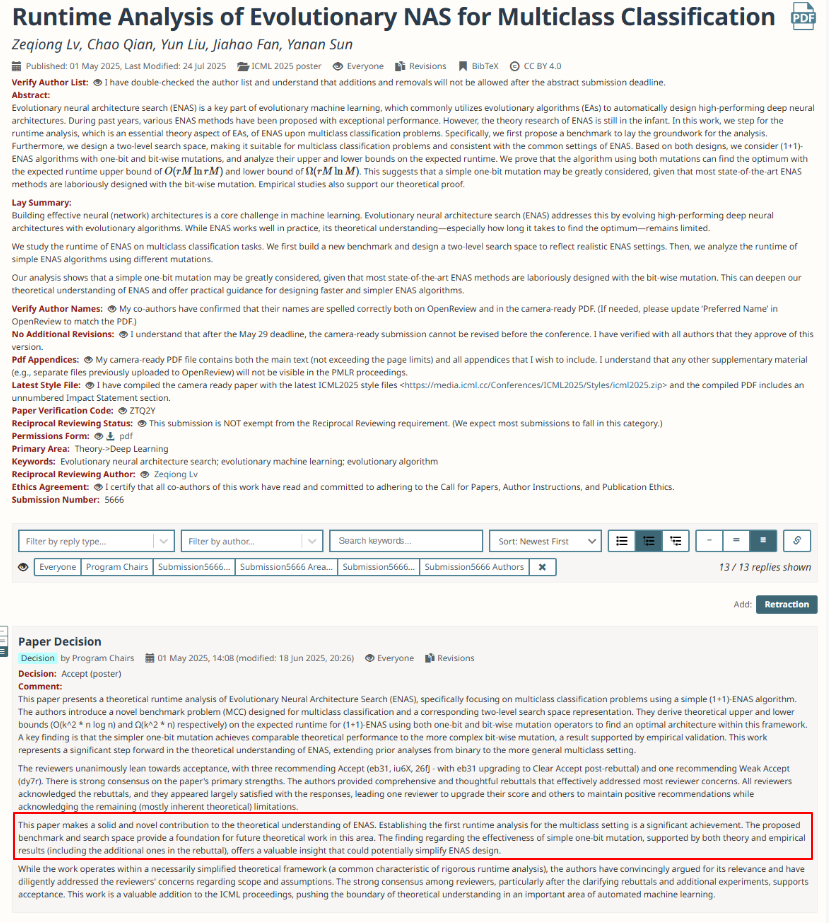 Runtime Analysis of Evolutionary NAS for Multiclass Classification
PDF
Zeqiong Lv, Chao Qian, Yun Liu, Jiahao Fan, Yanan Sun
Published: 01 May 2025, Last Modified: 24 Jul 2025 ICML 2025 poster Everyone Revisions BibTeX CC BY 4.0
Verify Author List: I have double-checked the author list and understand that additions and removals will not be allowed after the abstract submission deadline.
Abstract:
Evolutionary neural architecture search (ENAS) is a key part of evolutionary machine learning, which commonly utilizes evolutionary algorithms (EAs) to automatically design high-performing deep neural
architectures. During past years, various ENAS methods have been proposed with exceptional performance. However, the theory research of ENAS is still in the infant. In this work, we step for the
runtime analysis, which is an essential theory aspect of EAs, of ENAS upon multiclass classification problems. Specifically, we first propose a benchmark to lay the groundwork for the analysis.
Furthermore, we design a two-level search space, making it suitable for multiclass classification problems and consistent with the common settings of ENAS. Based on both designs, we consider (1+1)-
ENAS algorithms with one-bit and bit-wise mutations, and analyze their upper and lower bounds on the expected runtime. We prove that the algorithm using both mutations can find the optimum with
the expected runtime upper bound of O(rM ln rM) and lower bound of Ω(rM ln M). This suggests that a simple one-bit mutation may be greatly considered, given that most state-of-the-art ENAS
methods are laboriously designed with the bit-wise mutation. Empirical studies also support our theoretical proof.
Lay Summary:
Building effective neural (network) architectures is a core challenge in machine learning. Evolutionary neural architecture search (ENAS) addresses this by evolving high-performing deep neural
architectures with evolutionary algorithms. While ENAS works well in practice, its theoretical understanding—especially how long it takes to find the optimum—remains limited.
We study the runtime of ENAS on multiclass classification tasks. We first build a new benchmark and design a two-level search space to reflect realistic ENAS settings. Then, we analyze the runtime of
simple ENAS algorithms using different mutations.
Our analysis shows that a simple one-bit mutation may be greatly considered, given that most state-of-the-art ENAS methods are laboriously designed with the bit-wise mutation. This can deepen our
theoretical understanding of ENAS and offer practical guidance for designing faster and simpler ENAS algorithms.
Verify Author Names: My co-authors have confirmed that their names are spelled correctly both on OpenReview and in the camera-ready PDF. (If needed, please update 'Preferred Name' in
OpenReview to match the PDF.)
No Additional Revisions: I understand that after the May 29 deadline, the camera-ready submission cannot be revised before the conference. I have verified with all authors that they approve of this
version.
Pdf Appendices: My camera-ready PDF file contains both the main text (not exceeding the page limits) and all appendices that I wish to include. I understand that any other supplementary material
(e.g., separate files previously uploaded to OpenReview) will not be visible in the PMLR proceedings.
Latest Style File: I have compiled the camera ready paper with the latest ICML2025 style files <https://media.icml.cc/Conferences/ICML2025/Styles/icml2025.zip> and the compiled PDF includes an
unnumbered Impact Statement section.
Paper Verification Code: ZTQ2Y
Reciprocal Reviewing Status: This submission is NOT exempt from the Reciprocal Reviewing requirement. (We expect most submissions to fall in this category.)
Permissions Form: pdf
Primary Area: Theory->Deep Learning
Keywords: Evolutionary neural architecture search; evolutionary machine learning; evolutionary algorithm
Reciprocal Reviewing Author: Zeqiong Lv
Ethics Agreement: I certify that all co-authors of this work have read and committed to adhering to the Call for Papers, Author Instructions, and Publication Ethics.
Submission Number: 5666
Filter by reply type... Filter by author... Search keywords... Sort: Newest First
Everyone Program Chairs Submission5666... Submission5666 Area... Submission5666... Submission5666 Authors 13 / 13 replies shown
Add: Retraction
Paper Decision
Decision by Program Chairs 01 May 2025, 14:08 (modified: 18 Jun 2025, 20:26) Everyone Revisions
Decision: Accept (poster)
Comment:
This paper presents a theoretical runtime analysis of Evolutionary Neural Architecture Search (ENAS), specifically focusing on multiclass classification problems using a simple (1+1)-ENAS algorithm.
The authors introduce a novel benchmark problem (MCC) designed for multiclass classification and a corresponding two-level search space representation. They derive theoretical upper and lower
bounds (O(k^2 * n log n) and Ω(k^2 * n) respectively) on the expected runtime for (1+1)-ENAS using both one-bit and bit-wise mutation operators to find an optimal architecture within this framework.
A key finding is that the simpler one-bit mutation achieves comparable theoretical performance to the more complex bit-wise mutation, a result supported by empirical validation. This work
represents a significant step forward in the theoretical understanding of ENAS, extending prior analyses from binary to the more general multiclass setting.
The reviewers unanimously lean towards acceptance, with three recommending Accept (eb31, iu6X, 26fJ - with eb31 upgrading to Clear Accept post-rebuttal) and one recommending Weak Accept
(dy7r). There is strong consensus on the paper's primary strengths. The authors provided comprehensive and thoughtful rebuttals that effectively addressed most reviewer concerns. All reviewers
acknowledged the rebuttals, and they appeared largely satisfied with the responses, leading one reviewer to upgrade their score and others to maintain positive recommendations while
acknowledging the remaining (mostly inherent theoretical) limitations.
This paper makes a solid and novel contribution to the theoretical understanding of ENAS. Establishing the first runtime analysis for the multiclass setting is a significant achievement. The proposed
benchmark and search space provide a foundation for future theoretical work in this area. The finding regarding the effectiveness of simple one-bit mutation, supported by both theory and empirical
results (including the additional ones in the rebuttal), offers a valuable insight that could potentially simplify ENAS design.
While the work operates within a necessarily simplified theoretical framework (a common characteristic of rigorous runtime analysis), the authors have convincingly argued for its relevance and have
diligently addressed the reviewers' concerns regarding scope and assumptions. The strong consensus among reviewers, particularly after the clarifying rebuttals and additional experiments, supports
acceptance. This work is a valuable addition to the ICML proceedings, pushing the boundary of theoretical understanding in an important area of automated machine learning.